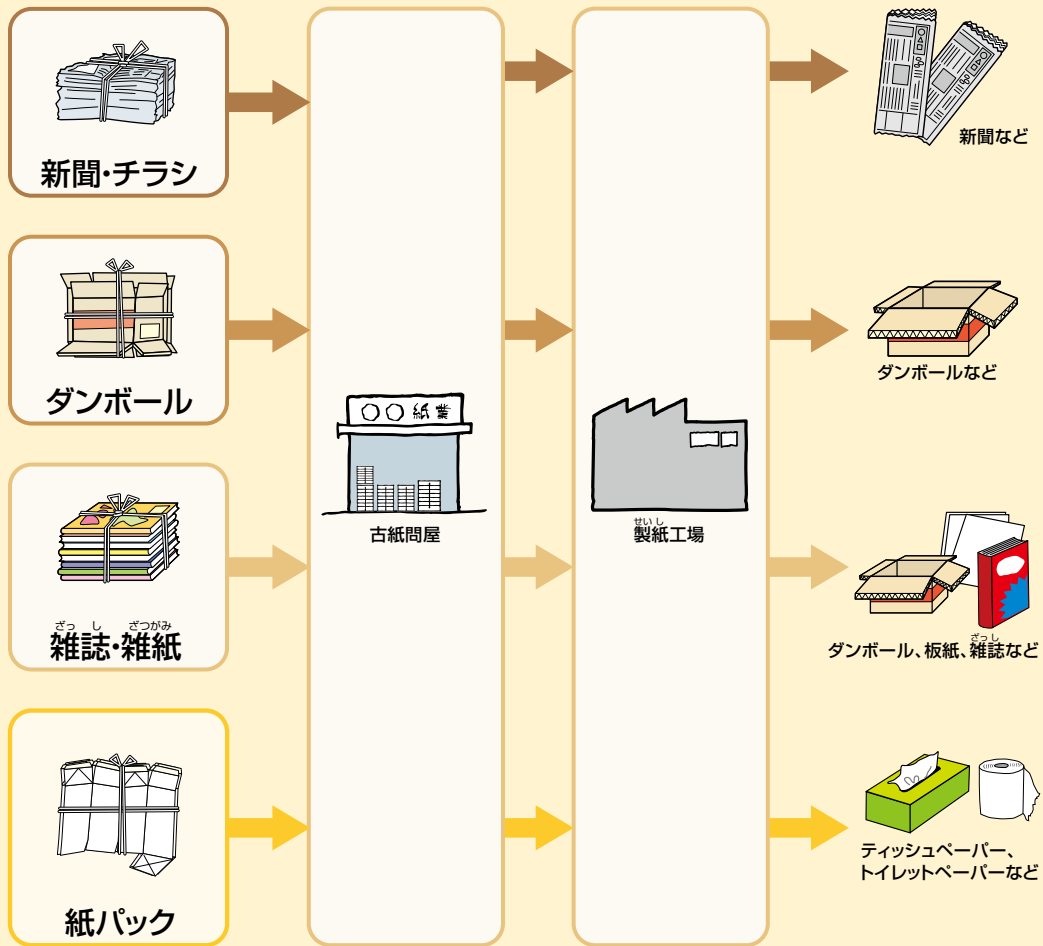 新聞・チラシ
新聞など
ダンボール
ダンボールなど
〇〇紙業
古紙問屋
せいし
製紙工場
ざっし ざつがみ
雑誌・雑紙
ざっし
ダンボール、板紙、雑誌など
紙パック
ティッシュペーパー、
トイレットペーパーなど